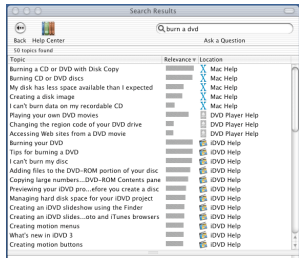 Search Results
burn a dvd
Back Help Center Ask a Question
50 topics found
Topic Relevance Location
Burning a CD or DVD with Disk Copy Mac Help
Burning CD or DVD discs Mac Help
My disk has less space available than I expected Mac Help
Creating a disk image Mac Help
I can't burn data on my recordable CD Mac Help
Playing your own DVD movies DVD Player Help
Changing the region code of your DVD drive DVD Player Help
Accessing Web sites from a DVD movie DVD Player Help
Burning your DVD iDVD Help
Tips for burning a DVD iDVD Help
I can't burn my disc iDVD Help
Adding files to the DVD-ROM portion of your disc iDVD Help
Copying large numbers...DVD-ROM Contents pane iDVD Help
Previewing your iDVD pro...efore you create a disc iDVD Help
Managing hard disk space for your iDVD project iDVD Help
Creating an iDVD slideshow using the Finder iDVD Help
Creating an iDVD slides...oto and iTunes browsers iDVD Help
Creating motion menus iDVD Help
What's new in iDVD 3 iDVD Help
Creating motion buttons iDVD Help